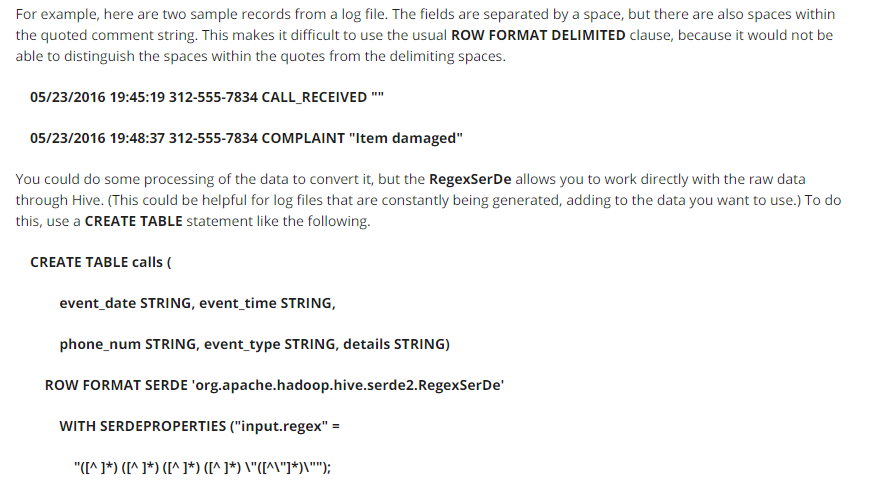 For example, here are two sample records from a log file. The fields are separated by a space, but there are also spaces within
the quoted comment string. This makes it difficult to use the usual ROW FORMAT DELIMITED clause, because it would not be
able to distinguish the spaces within the quotes from the delimiting spaces.
05/23/2016 19:45:19 312-555-7834 CALL_RECEIVED ""
05/23/2016 19:48:37 312-555-7834 COMPLAINT "Item damaged"
You could do some processing of the data to convert it, but the RegexSerDe allows you to work directly with the raw data
through Hive. (This could be helpful for log files that are constantly being generated, adding to the data you want to use.) To do
this, use a CREATE TABLE statement like the following.
CREATE TABLE calls (
event_date STRING, event_time STRING,
phone_num STRING, event_type STRING, details STRING)
ROW FORMAT SERDE 'org.apache.hadoop.hive.serde2.RegexSerDe'
WITH SERDEPROPERTIES ("input.regex" =
"([^ ]*) ([^ ]*) ([^ ]*) ([^ ]*) \"([^\"]*)\"");